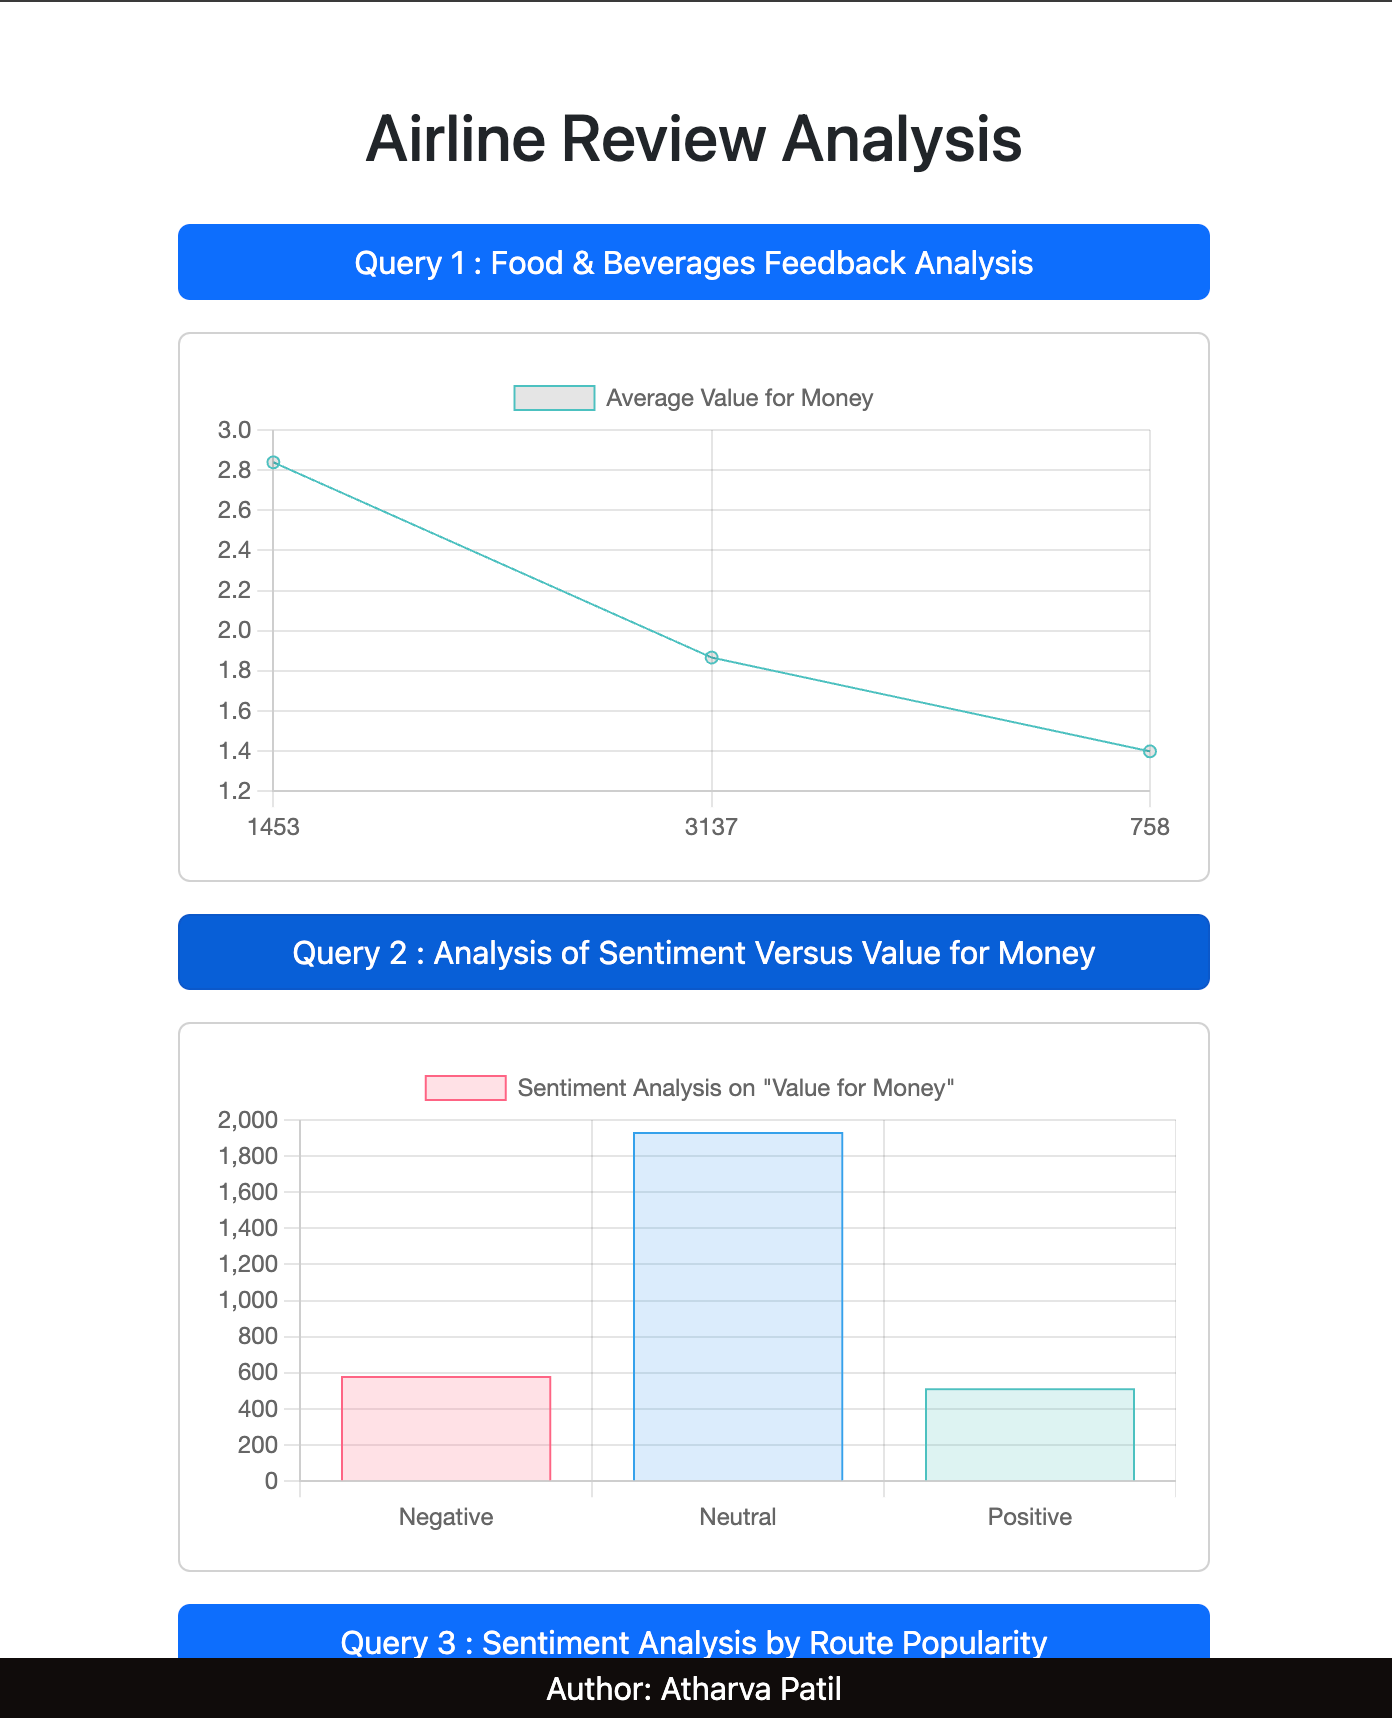 Airline Review Analysis
Query 1 : Food & Beverages Feedback Analysis
Average Value for Money
3.0
2.8
2.6
2.4
2.2
2.0
1.8
1.6
1.4
1.2
1453 3137 758
Query 2 : Analysis of Sentiment Versus Value for Money
Sentiment Analysis on "Value for Money"
2,000
1,800
1,600
1,400
1,200
1,000
800
600
400
200
0
Negative Neutral Positive
Query 3 : Sentiment Analysis by Route Popularity
Author: Atharva Patil